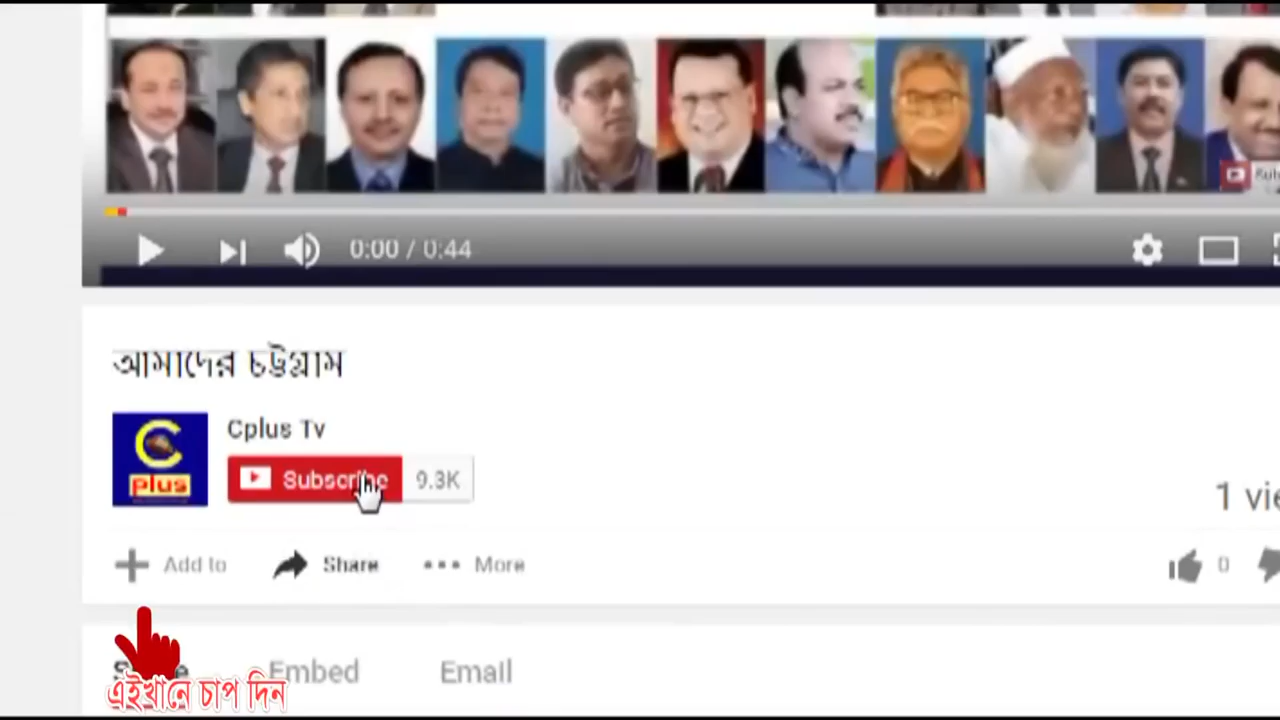 0:00 / 0:44
আমাদের চট্টগ্রাম
C
plus
Cplus Tv
Subscribe 9.3K
1
Add to Share More
0
Embed Email
এইখানে চাপ দিন